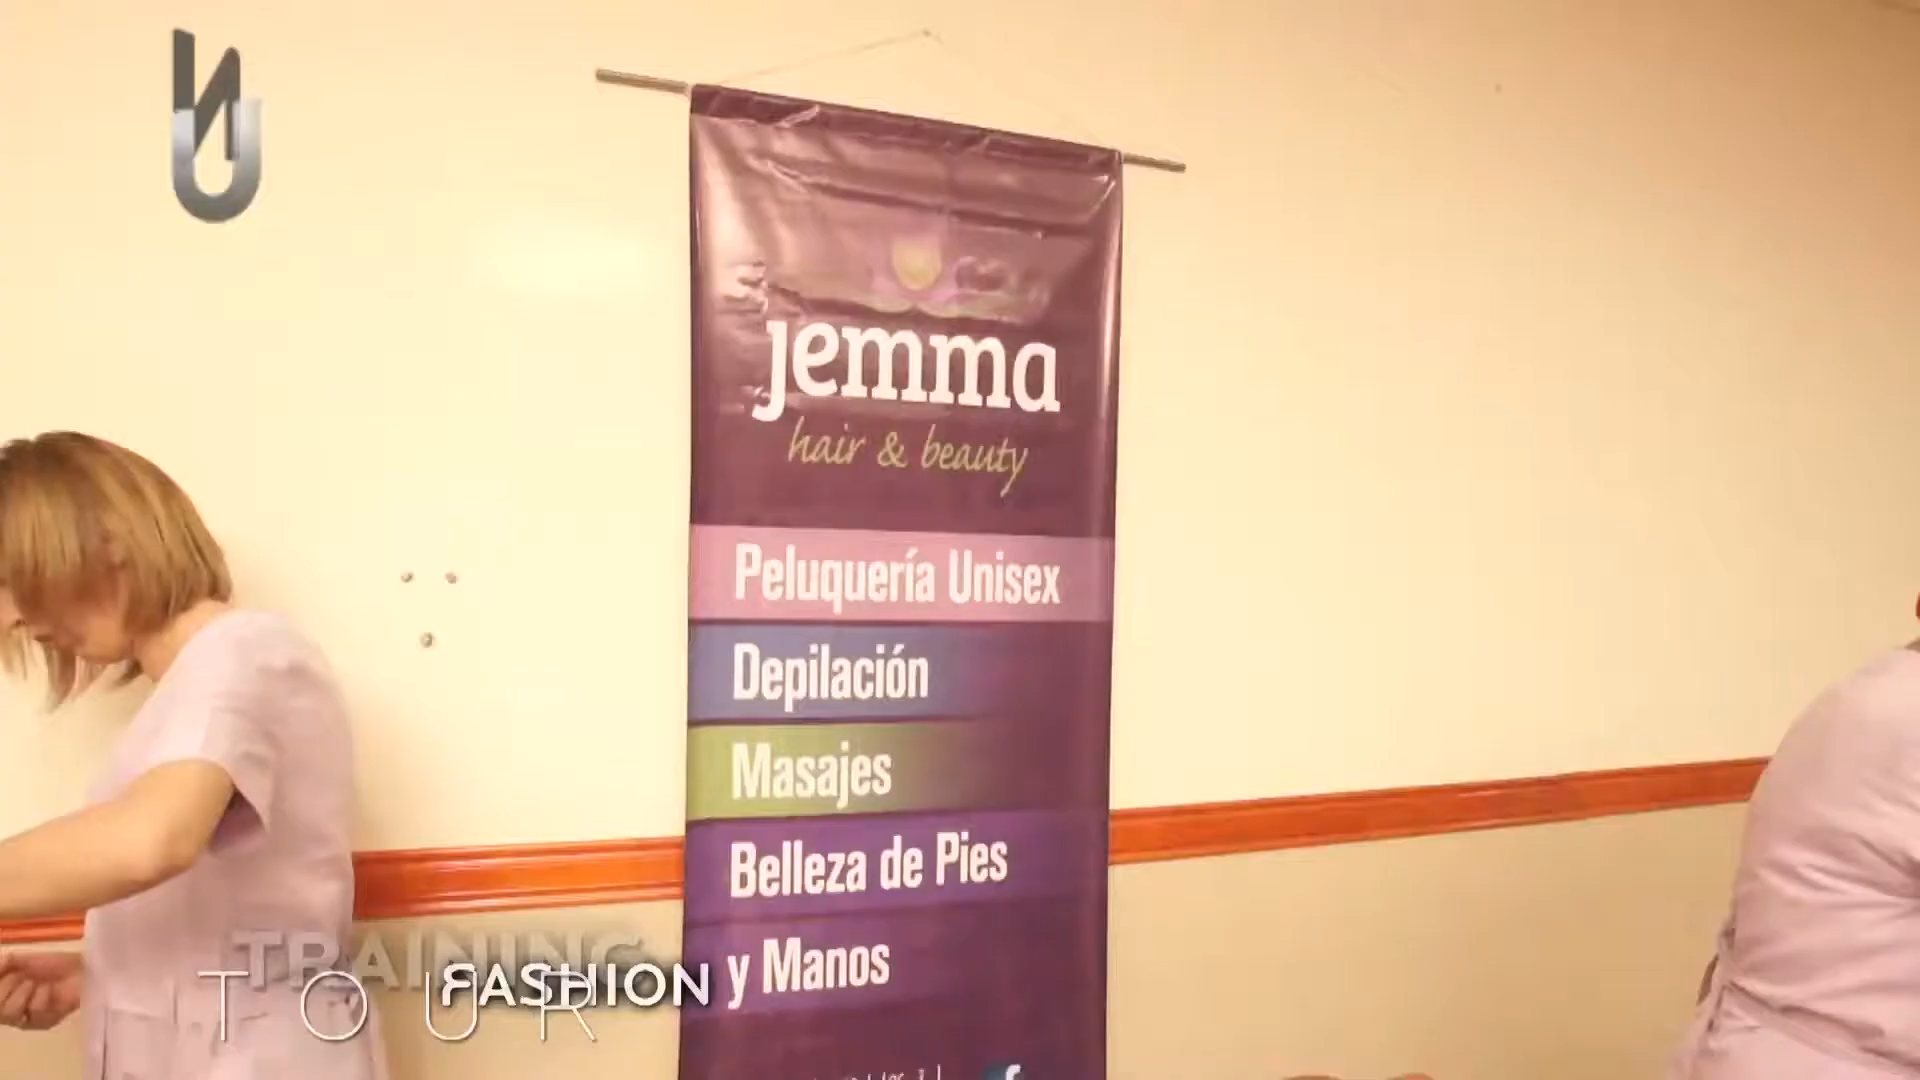 jemma
hair & beauty
Peluquería Unisex
Depilación
Masajes
Belleza de Pies
y Manos
TRAINING
FASHION
TOUR